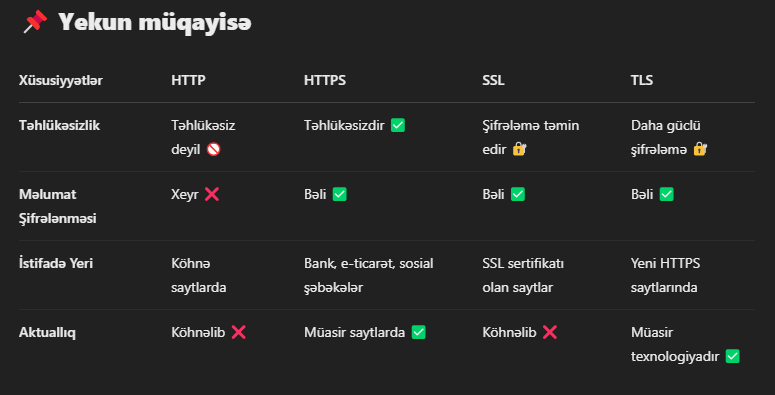 📌 Yekun müqayisə
Xüsusiyyətlər HTTP HTTPS SSL TLS
Təhlükəsizlik Təhlükəsiz Təhlükəsizdir ✅ Şifrələmə təmin Daha güclü
deyil 🚫 edir 🔐 şifrələmə 🔐
Məlumat Xeyr ❌ Bəli ✅ Bəli ✅ Bəli ✅
Şifrələnməsi
İstifadə Yeri Köhnə Bank, e-ticarət, sosial SSL sertifikatı Yeni HTTPS
saytlarda şəbəkələr olan saytlar saytlarında
Aktuallıq Köhnəlib ❌ Müasir saytlarda ✅ Köhnəlib ❌ Müasir
texnologiyadır ✅